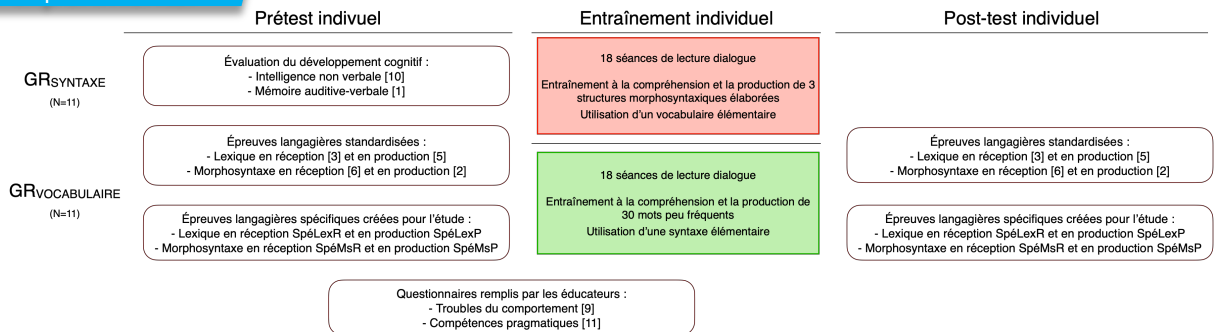 Prétest indivuel
Entraînement individuel
Post-test individuel
GRSYNTAXE
(N=11)
GRVOCABULAIRE
(N=11)
Évaluation du développement cognitif :
- Intelligence non verbale [10]
- Mémoire auditive-verbale [1]
Épreuves langagières standardisées :
- Lexique en réception [3] et en production [5]
- Morphosyntaxe en réception [6] et en production [2]
Épreuves langagières spécifiques créées pour l'étude :
- Lexique en réception SpéLexR et en production SpéLexP
- Morphosyntaxe en réception SpéMsR et en production SpéMsP
18 séances de lecture dialogue
Entraînement à la compréhension et la production de 3
structures morphosyntaxiques élaborées
Utilisation d'un vocabulaire élémentaire
18 séances de lecture dialogue
Entraînement à la compréhension et la production de
30 mots peu fréquents
Utilisation d'une syntaxe élémentaire
Épreuves langagières standardisées :
- Lexique en réception [3] et en production [5]
- Morphosyntaxe en réception [6] et en production [2]
Épreuves langagières spécifiques créées pour l'étude :
- Lexique en réception SpéLexR et en production SpéLexP
- Morphosyntaxe en réception SpéMsR et en production SpéMsP
Questionnaires remplis par les éducateurs :
- Troubles du comportement [9]
- Compétences pragmatiques [11]